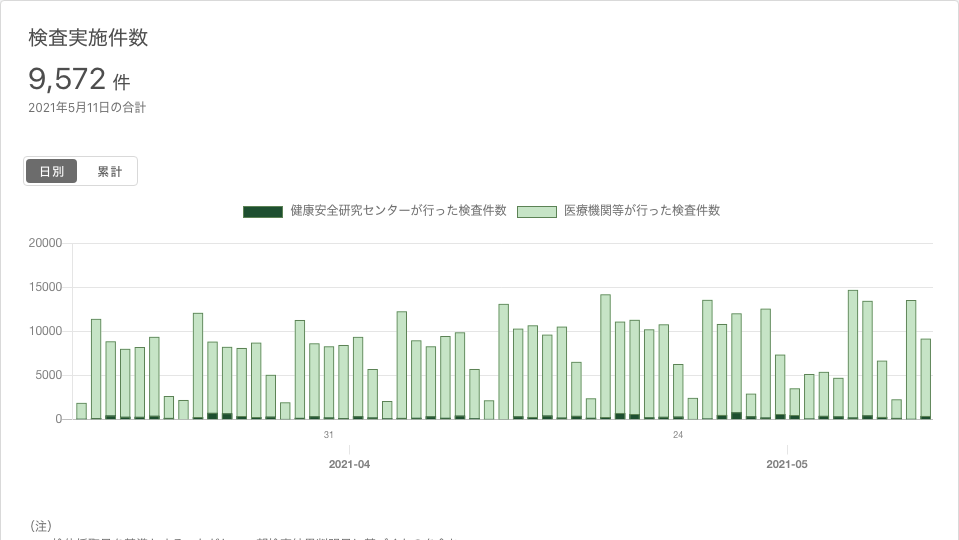 検査実施件数
9,572 件
2021年5月11日の合計
日別 累計
健康安全研究センターが行った検査件数 医療機関等が行った検査件数
20000
15000
10000
5000
0
31 24
2021-04 2021-05
（注）